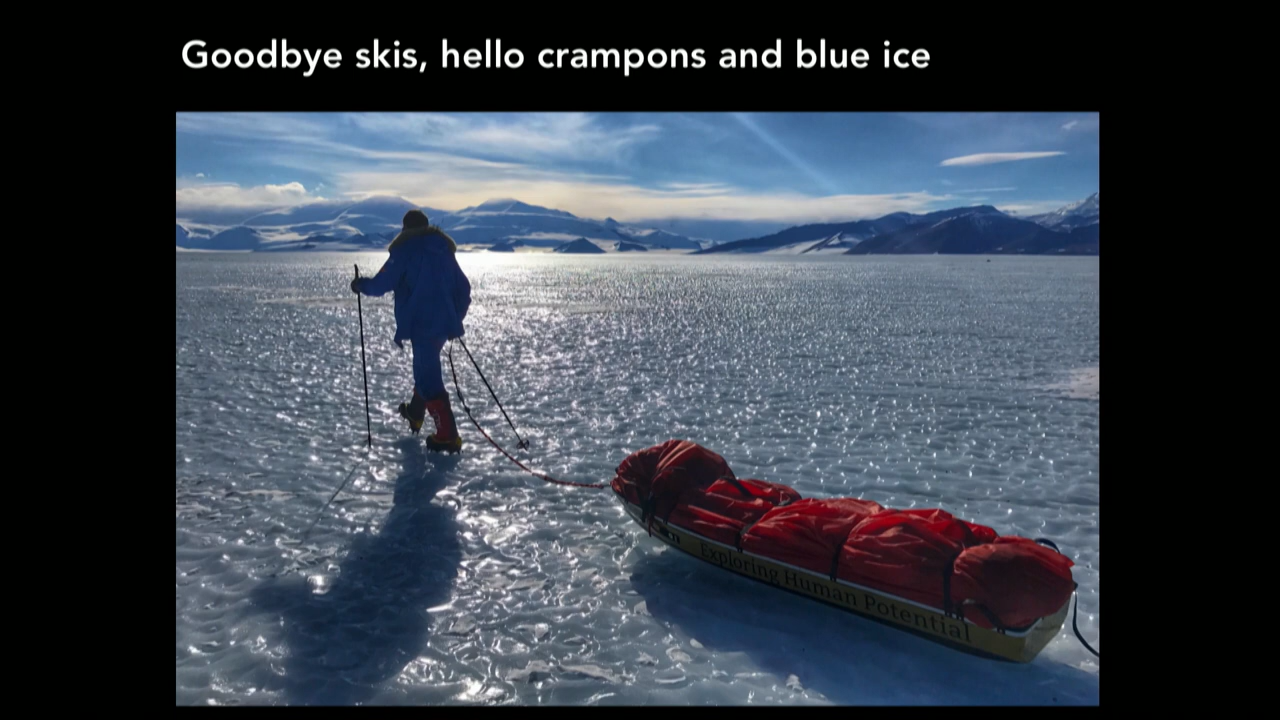 Goodbye skis, hello crampons and blue ice
Exploring Human Potential